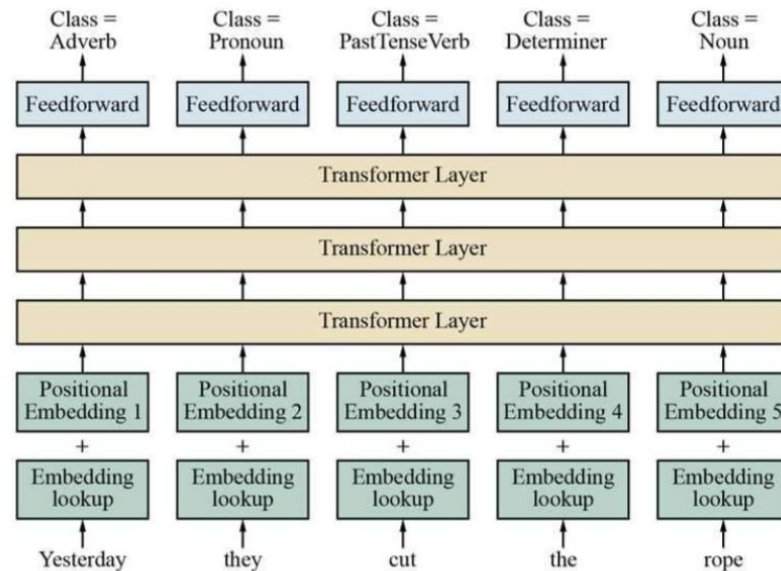 Class = Class = Class = Class = Class =
Adverb Pronoun PastTenseVerb Determiner Noun
Feedforward Feedforward Feedforward Feedforward Feedforward
Transformer Layer
Transformer Layer
Transformer Layer
Positional Positional Positional Positional Positional
Embedding 1 Embedding 2 Embedding 3 Embedding 4 Embedding 5
+ + + + +
Embedding Embedding Embedding Embedding Embedding
lookup lookup lookup lookup lookup
Yesterday they cut the rope